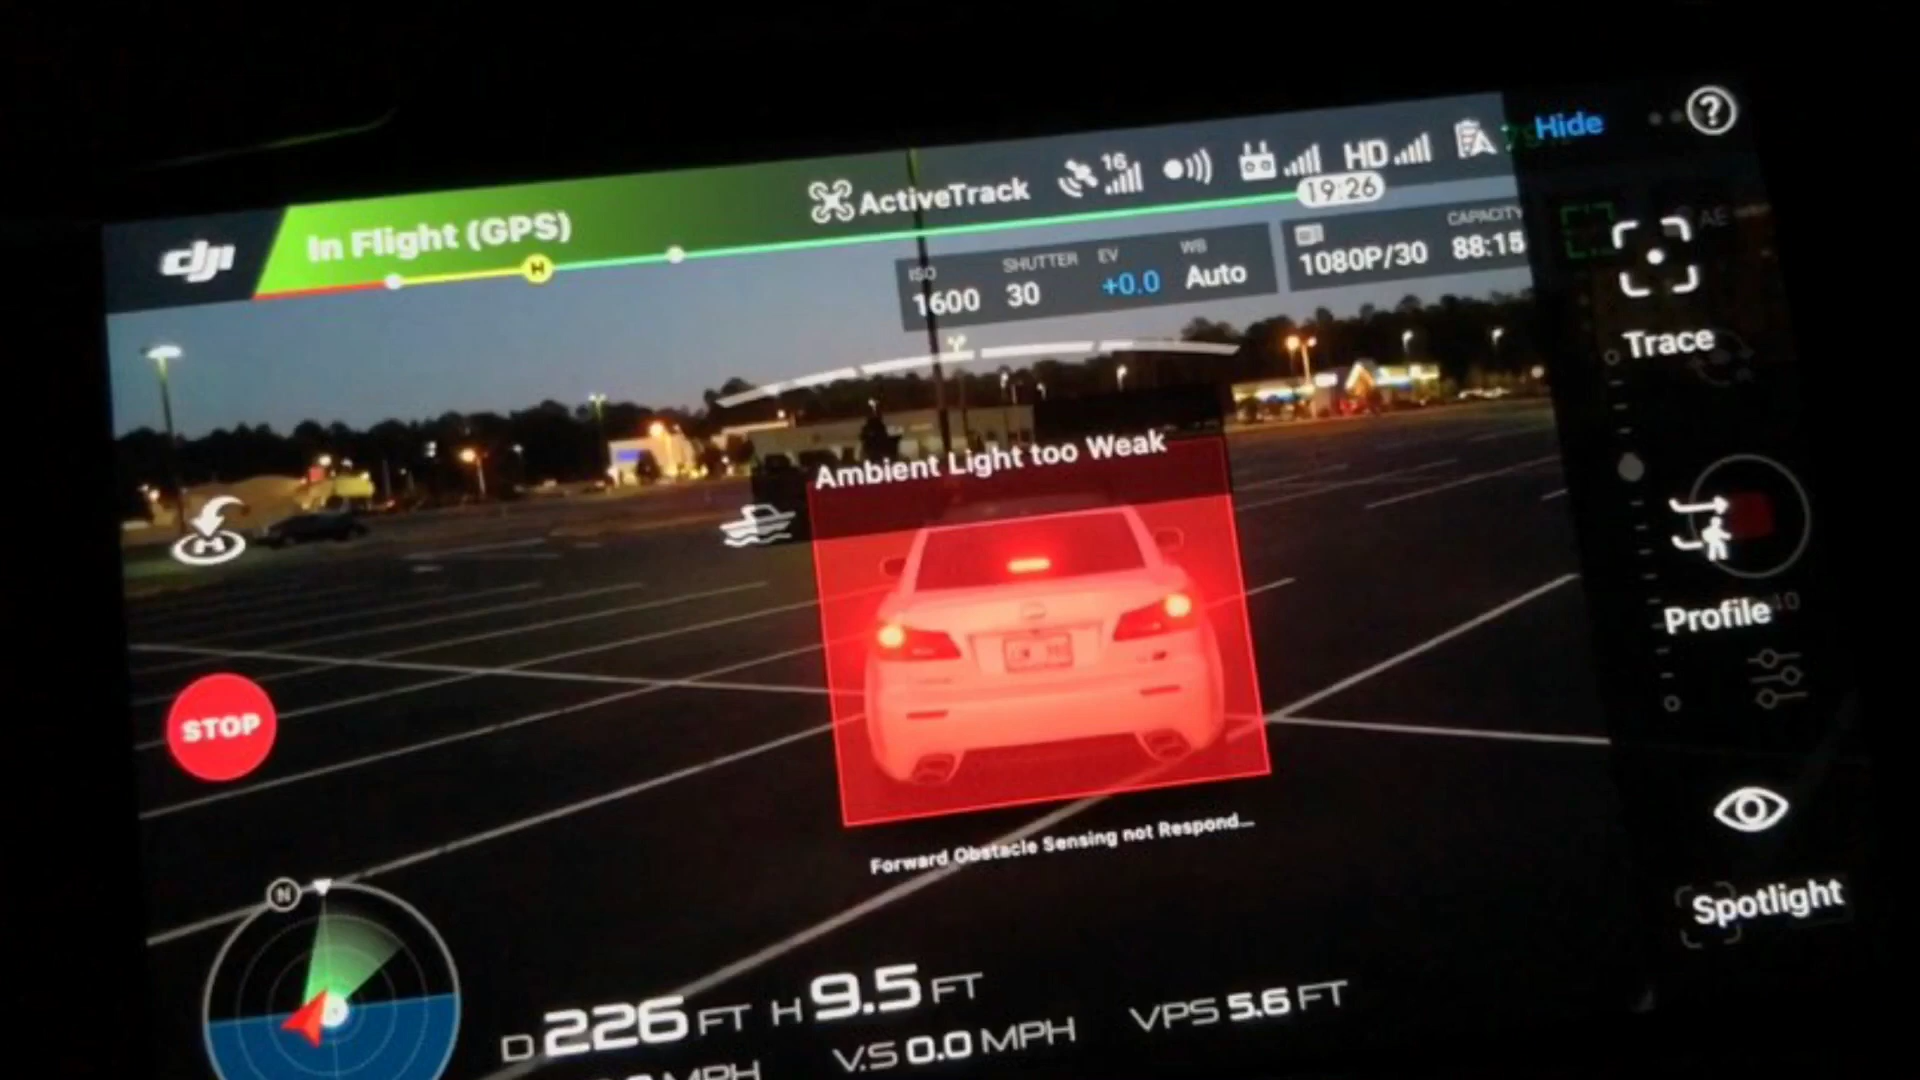 Hide
?
dji
In Flight (GPS)
ActiveTrack
16
HD
19:26
H
ISO
1600
SHUTTER
30
EV
+0.0
WB
Auto
1080P/30
CAPACITY
88:15
AE
Trace
Ambient Light too Weak
H
STOP
Profile
Forward Obstacle Sensing not Respond...
Spotlight
N
D 226 FT H 9.5 FT
MPH V.S 0.0 MPH VPS 5.6 FT